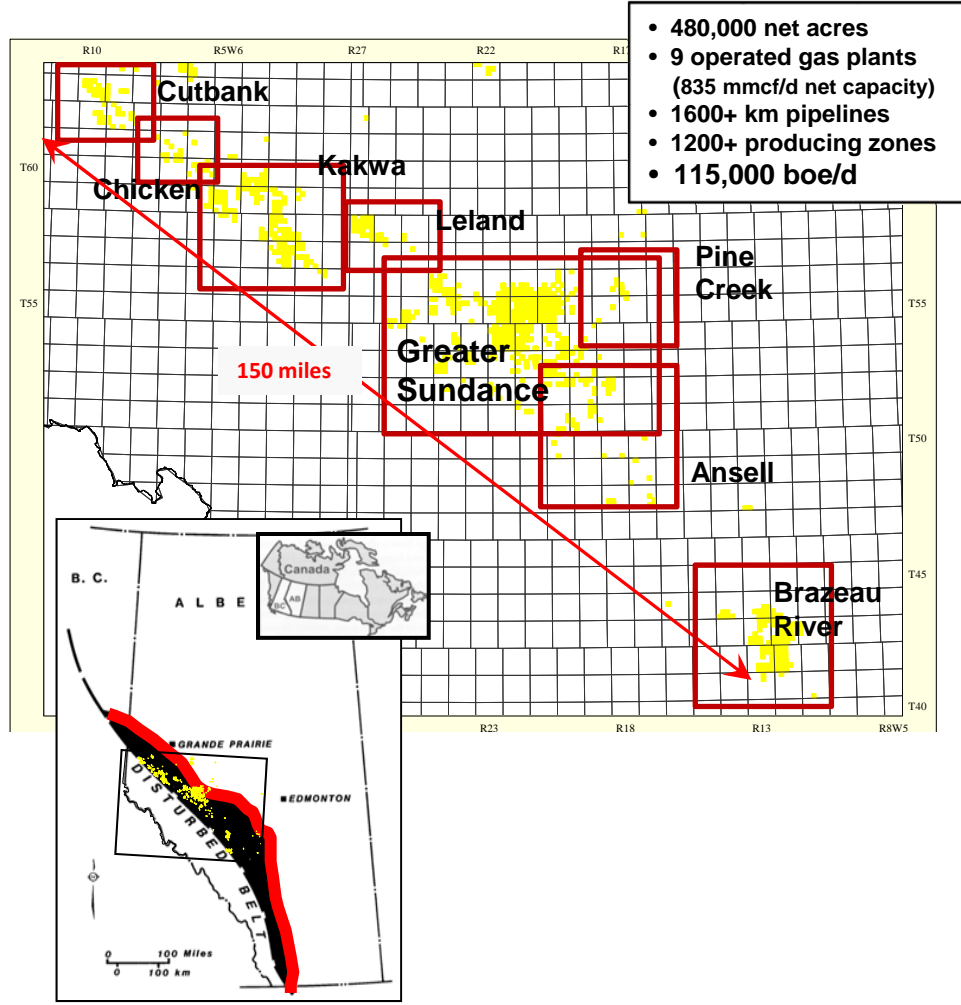 • 480,000 net acres
• 9 operated gas plants
(835 mmcf/d net capacity)
• 1600+ km pipelines
• 1200+ producing zones
• 115,000 boe/d
R10
R5W6
R27
R22
R17
Cutbank
T60
Kakwa
Chicken
Leland
Pine
Creek
T55
T55
Greater
Sundance
150 miles
T50
Ansell
T45
Brazeau
River
T40
R23
R18
R13
R8W5
B. C.
A L B E
Canada
BC
AB
GRANDE PRAIRIE
EDMONTON
DISTURBED BELT
0 100 Miles
0 100 km